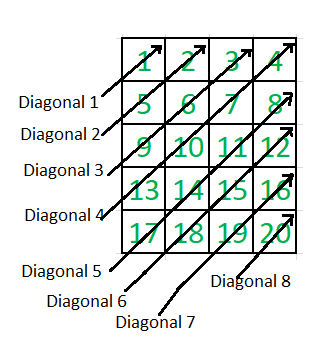 1 2 3 4
5 6 7 8
9 10 11 12
13 14 15 16
17 18 19 20
Diagonal 1
Diagonal 2
Diagonal 3
Diagonal 4
Diagonal 5
Diagonal 6
Diagonal 7
Diagonal 8